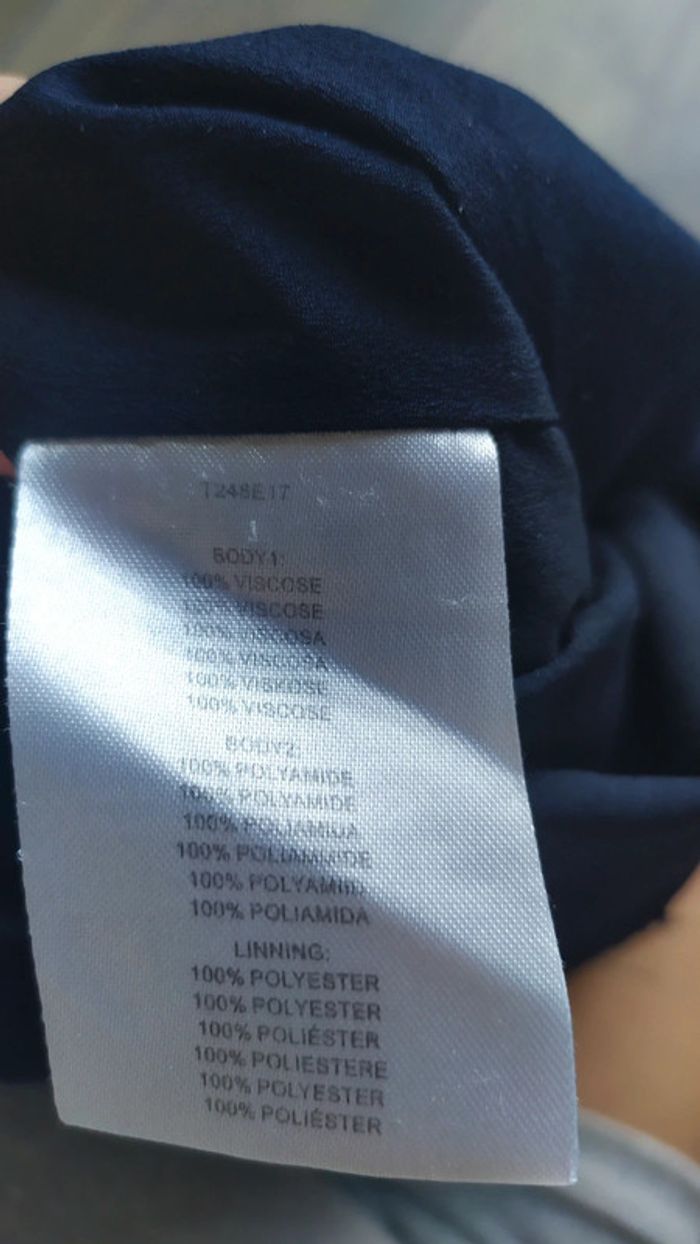 T248E17
1
BODY1:
100% VISCOSE
100% VISCOSE
100% VISCOSA
100% VISCOSA
100% VISKOSE
100% VISCOSE
BODY2:
100% POLYAMIDE
100% POLYAMIDE
100% POLIAMIDA
100% POLIAMMIDE
100% POLYAMID
100% POLIAMIDA
LINNING:
100% POLYESTER
100% POLYESTER
100% POLIÉSTER
100% POLIESTERE
100% POLYESTER
100% POLIÉSTER